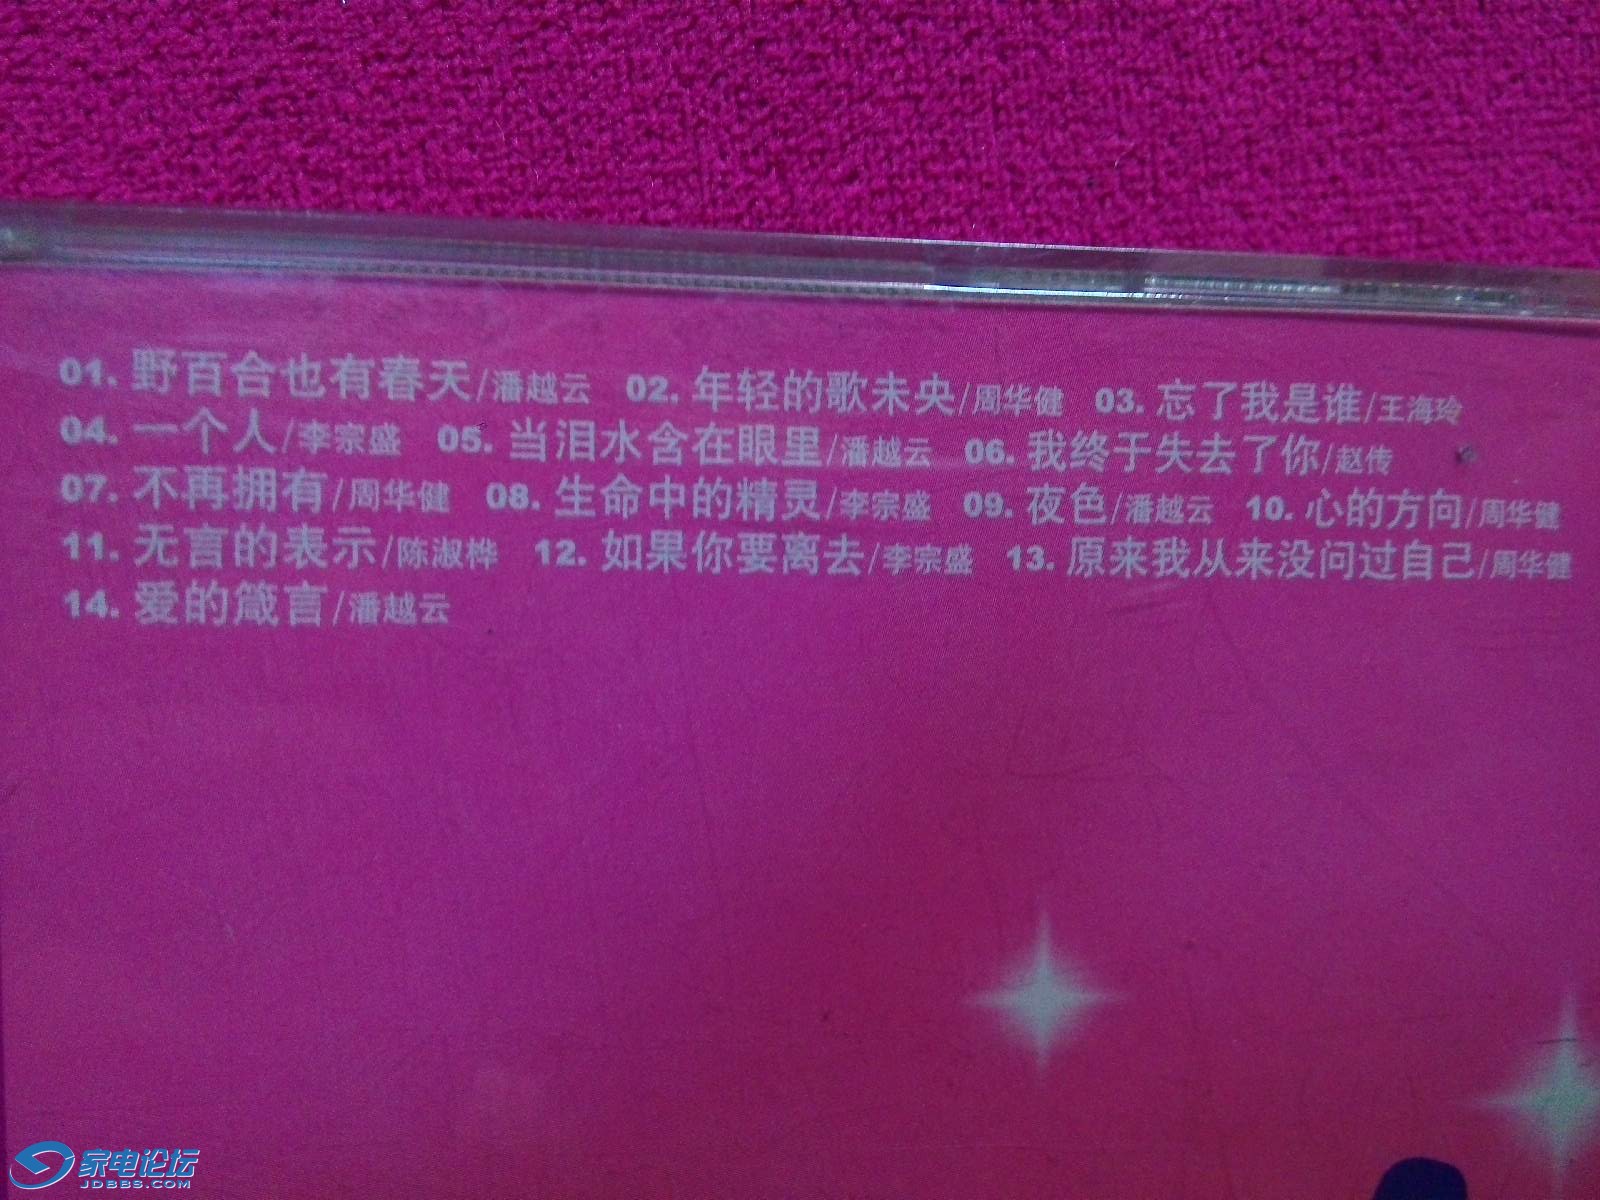 01. 野百合也有春天/潘越云 02. 年轻的歌未央/周华健 03. 忘了我是谁/王海玲
04. 一个人/李宗盛 05. 当泪水含在眼里/潘越云 06. 我终于失去了你/赵传
07. 不再拥有/周华健 08. 生命中的精灵/李宗盛 09. 夜色/潘越云 10. 心的方向/周华健
11. 无言的表示/陈淑桦 12. 如果你要离去/李宗盛 13. 原来我从来没问过自己/周华健
14. 爱的箴言/潘越云
家电论坛
JDBBS.COM